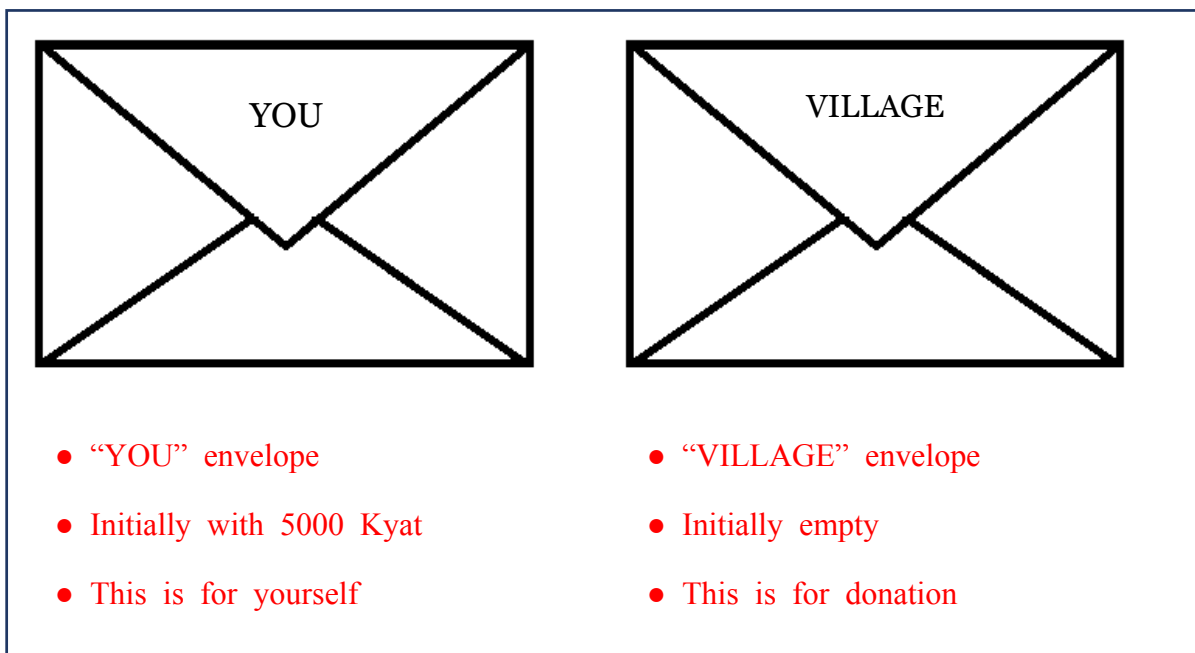 YOU
VILLAGE
● “YOU” envelope
● Initially with 5000 Kyat
● This is for yourself
● “VILLAGE” envelope
● Initially empty
● This is for donation